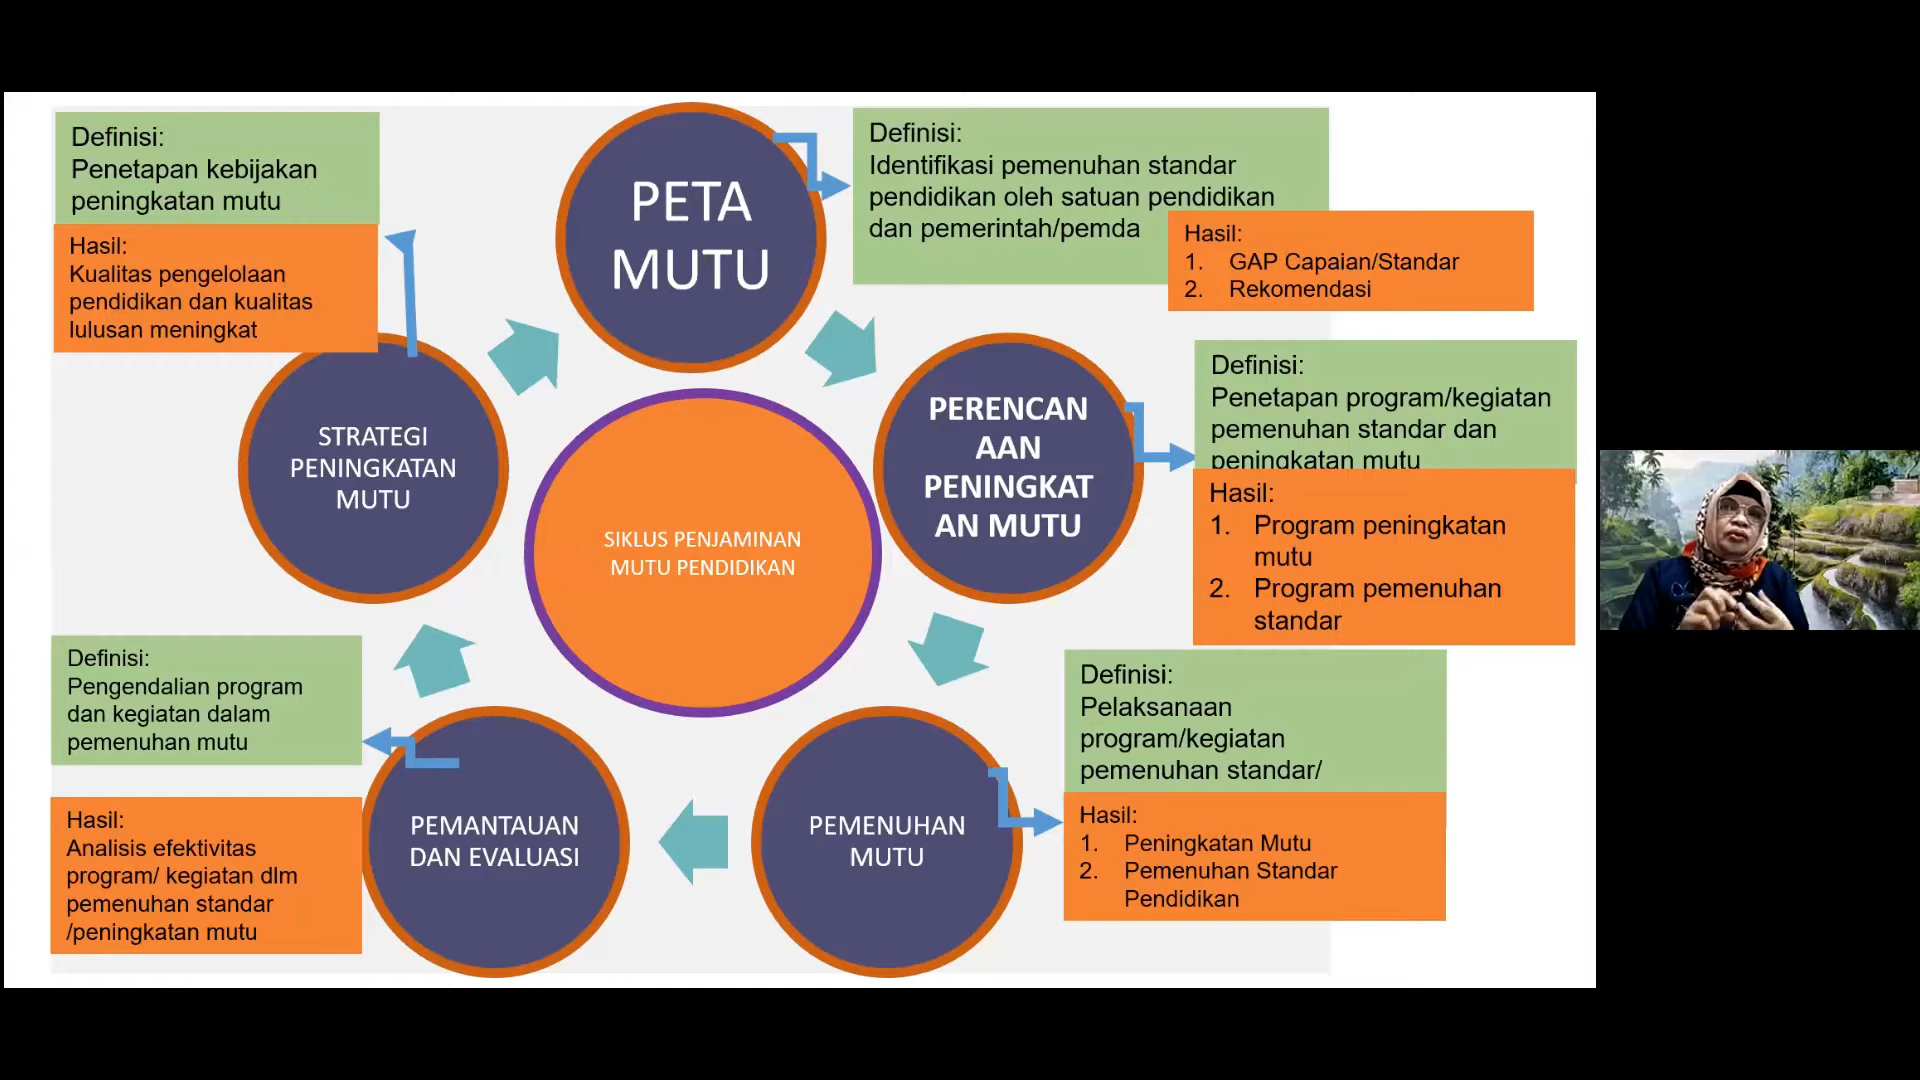 Definisi:
Penetapan kebijakan
peningkatan mutu
Hasil:
Kualitas pengelolaan
pendidikan dan kualitas
lulusan meningkat
PETA
MUTU
Definisi:
Identifikasi pemenuhan standar
pendidikan oleh satuan pendidikan
dan pemerintah/pemda
Hasil:
1. GAP Capaian/Standar
2. Rekomendasi
STRATEGI
PENINGKATAN
MUTU
SIKLUS PENJAMINAN
MUTU PENDIDIKAN
PERENCAN
AAN
PENINGKAT
AN MUTU
Definisi:
Penetapan program/kegiatan
pemenuhan standar dan
peningkatan mutu
Hasil:
1. Program peningkatan
mutu
2. Program pemenuhan
standar
Definisi:
Pengendalian program
dan kegiatan dalam
pemenuhan mutu
Hasil:
Analisis efektivitas
program/ kegiatan dlm
pemenuhan standar
/peningkatan mutu
PEMANTAUAN
DAN EVALUASI
PEMENUHAN
MUTU
Definisi:
Pelaksanaan
program/kegiatan
pemenuhan standar/
Hasil:
1. Peningkatan Mutu
2. Pemenuhan Standar
Pendidikan